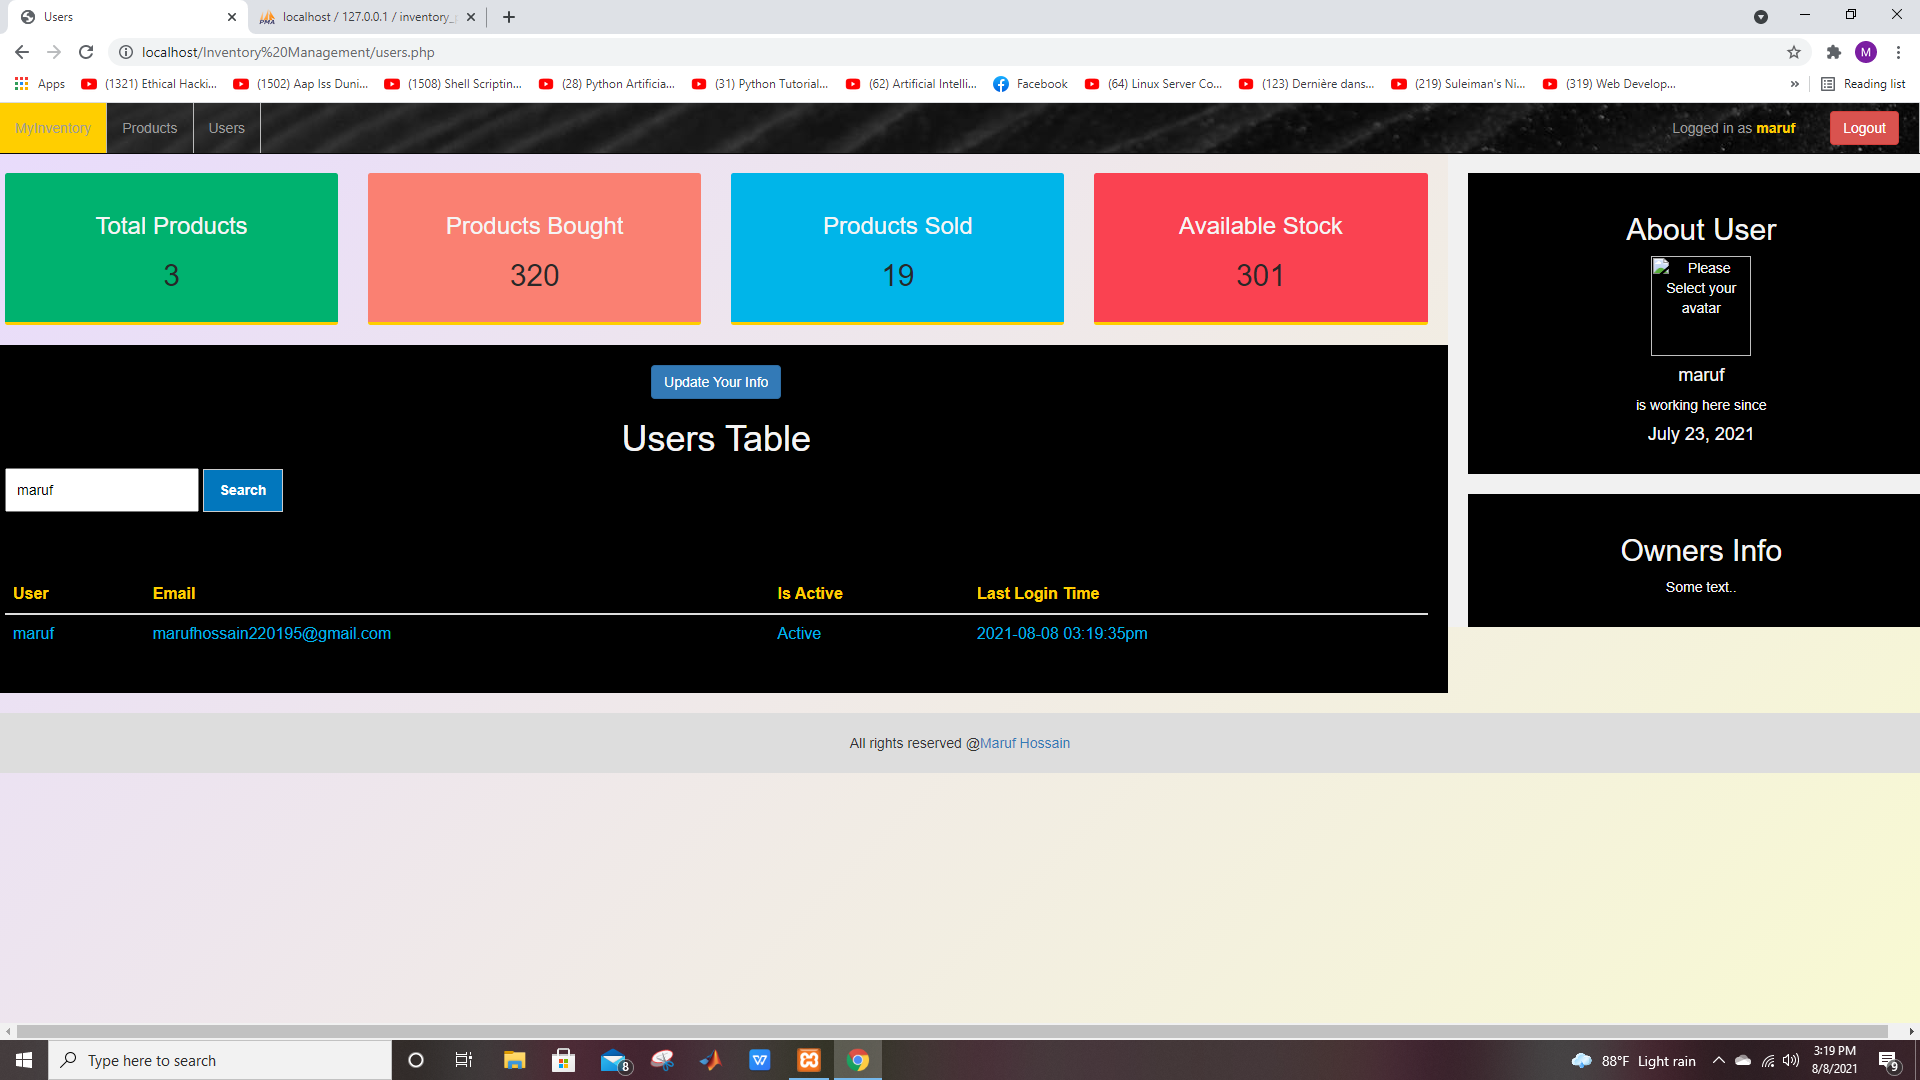 Users
localhost / 127.0.0.1 / inventory_
localhost/Inventory%20Management/users.php
M
Apps
(1321) Ethical Hacki...
(1502) Aap Iss Duni...
(1508) Shell Scriptin...
(28) Python Artificia...
(31) Python Tutorial...
(62) Artificial Intelli...
Facebook
(64) Linux Server Co...
(123) Dernière dans...
(219) Suleiman's Ni...
(319) Web Develop...
»
Reading list
MyInventory
Products
Users
Logged in as maruf
Logout
Total Products
3
Products Bought
320
Products Sold
19
Available Stock
301
About User
Please
Select your
avatar
maruf
is working here since
July 23, 2021
Update Your Info
Users Table
maruf
Search
User Email Is Active Last Login Time
maruf marufhossain220195@gmail.com Active 2021-08-08 03:19:35pm
Owners Info
Some text..
All rights reserved @Maruf Hossain
Type here to search
8
88°F Light rain
3:19 PM
8/8/2021
9